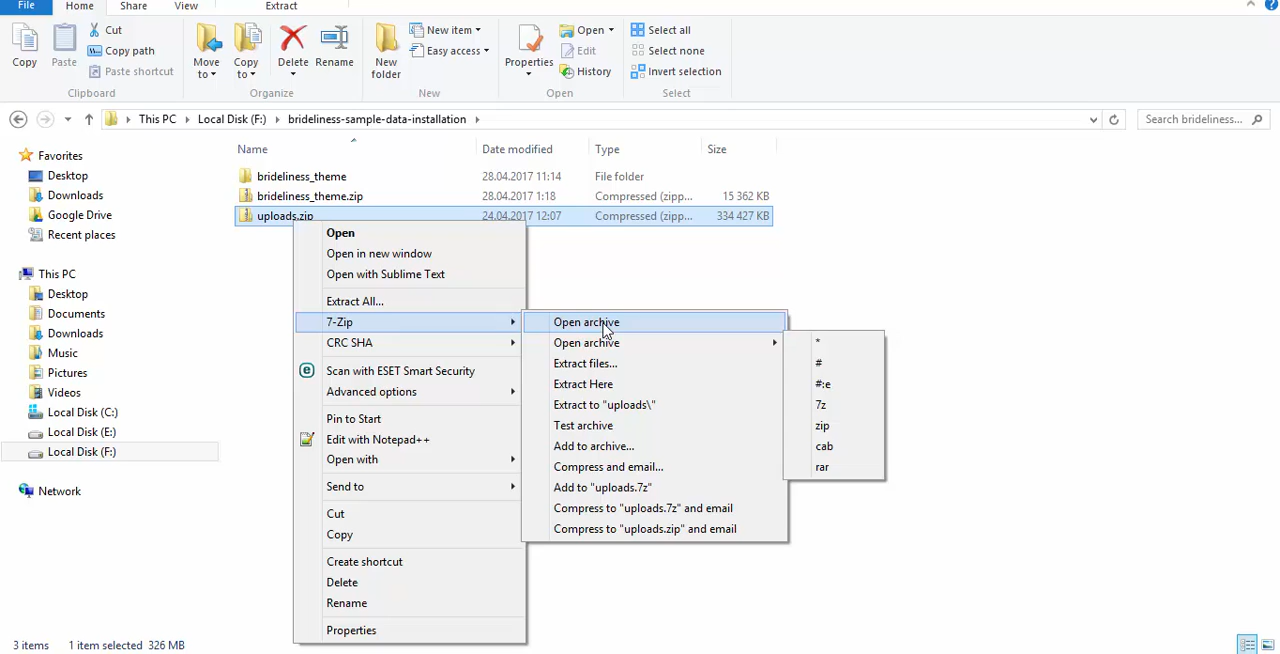 File Home Share View Extract
Copy
Paste
Cut
Copy path
Paste shortcut
Clipboard
Move to
Copy to
Delete
Rename
Organize
New folder
New item
Easy access
New
Properties
Open
Edit
History
Open
Select all
Select none
Invert selection
Select
This PC Local Disk (F:) brideliness-sample-data-installation
Search brideliness...
Favorites
Desktop
Downloads
Google Drive
Recent places
This PC
Desktop
Documents
Downloads
Music
Pictures
Videos
Local Disk (C:)
Local Disk (E:)
Local Disk (F:)
Network
Name Date modified Type Size
brideliness_theme 28.04.2017 11:14 File folder
brideliness_theme.zip 28.04.2017 1:18 Compressed (zipp... 15 362 KB
uploads.zip 24.04.2017 12:07 Compressed (zipp... 334 427 KB
Open
Open in new window
Open with Sublime Text
Extract All...
7-Zip
CRC SHA
Scan with ESET Smart Security
Advanced options
Pin to Start
Edit with Notepad++
Open with
Send to
Cut
Copy
Create shortcut
Delete
Rename
Properties
Open archive
Open archive
Extract files...
Extract Here
Extract to "uploads\"
Test archive
Add to archive...
Compress and email...
Add to "uploads.7z"
Compress to "uploads.7z" and email
Compress to "uploads.zip" and email
*
#
#:e
7z
zip
cab
rar
3 items 1 item selected 326 MB